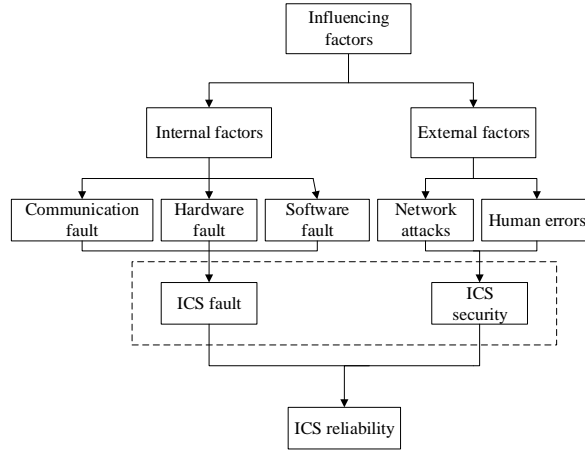 Influencing
factors
Internal factors
External factors
Communication
fault
Hardware
fault
Software
fault
Network
attacks
Human errors
ICS fault
ICS
security
ICS reliability